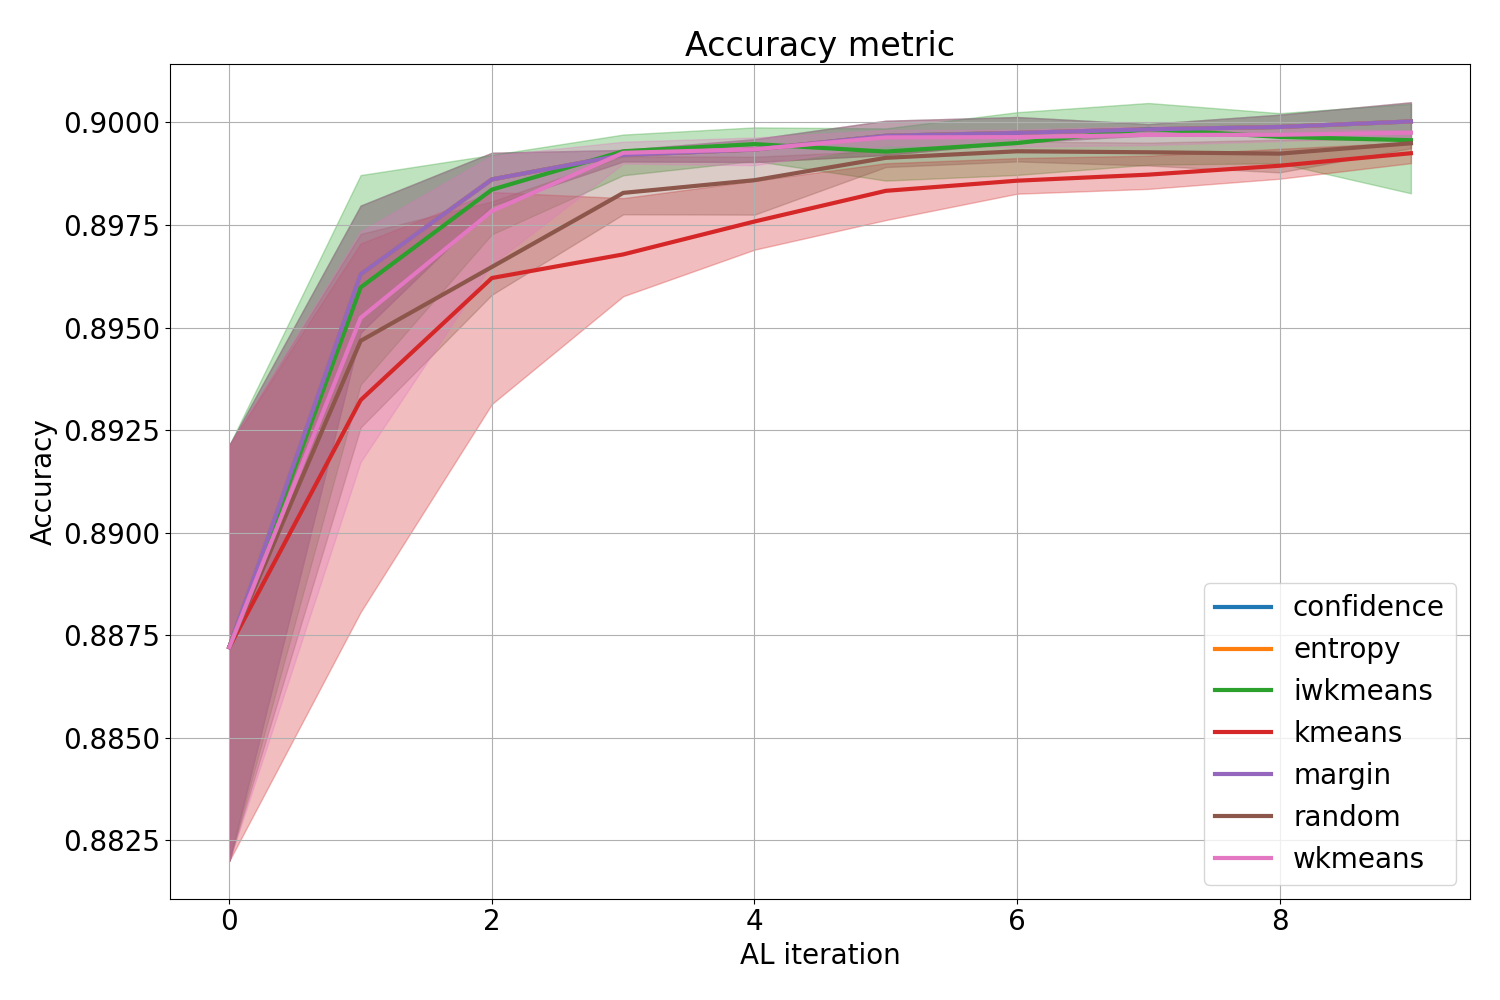 Accuracy metric
0.9000
0.8975
0.8950
0.8925
0.8900
0.8875
0.8850
0.8825
Accuracy
0 2 4 6 8
AL iteration
confidence
entropy
iwkmeans
kmeans
margin
random
wkmeans